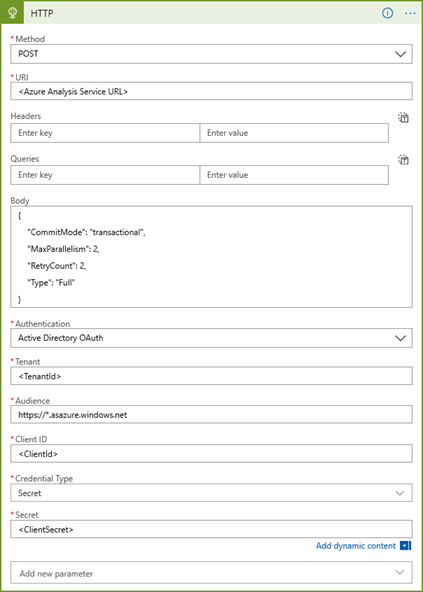 HTTP
* Method
POST
* URI
<Azure Analysis Service URL>
Headers
Enter key Enter value
Queries
Enter key Enter value
Body
{
"CommitMode": "transactional",
"MaxParallelism": 2,
"RetryCount": 2,
"Type": "Full"
}
* Authentication
Active Directory OAuth
* Tenant
<TenantId>
* Audience
https://*.asazure.windows.net
* Client ID
<ClientId>
* Credential Type
Secret
* Secret
<ClientSecret>
Add dynamic content
Add new parameter